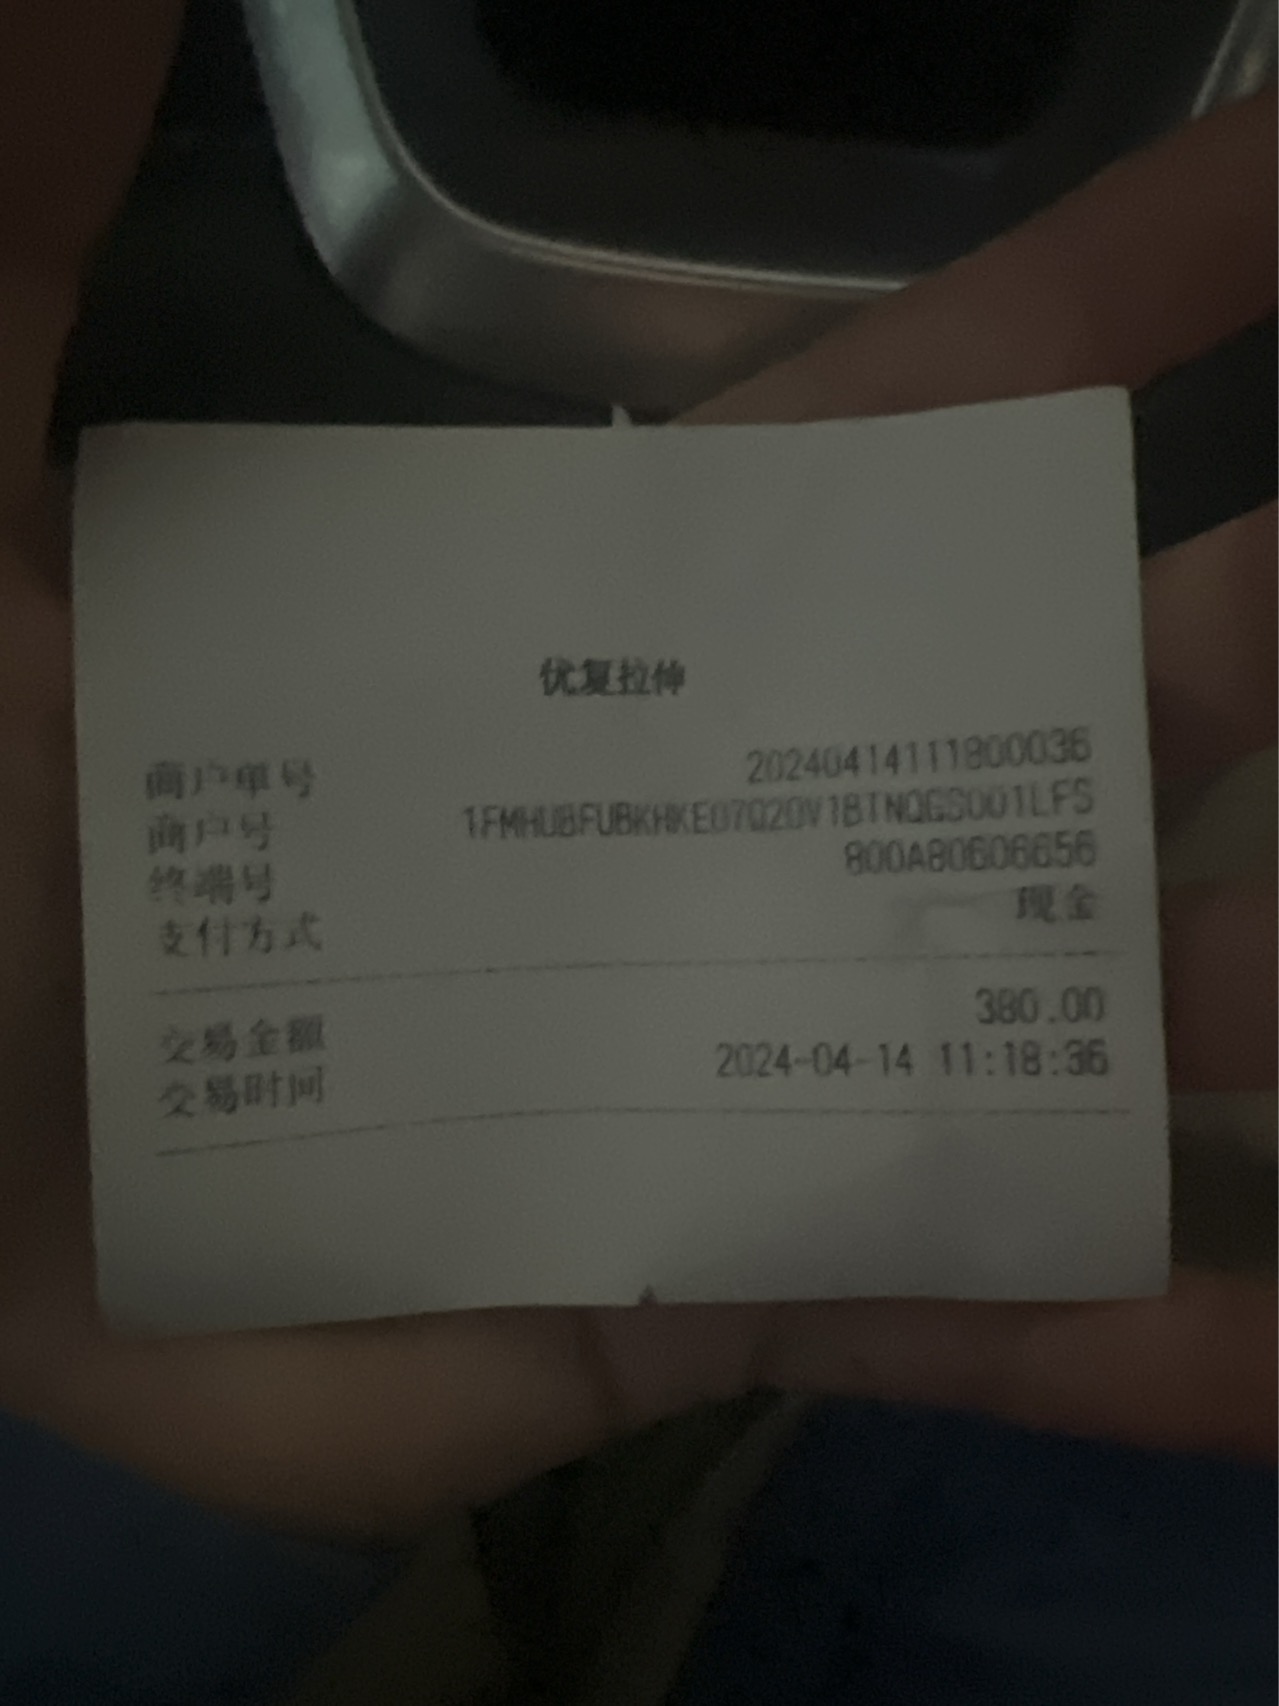 优复拉伸
商户单号 20240414111800036
商户号 1FMHUBFUBKHKE07020V1BTNQGS001LFS
终端号 800A80606656
支付方式 现金
交易金额 380.00
交易时间 2024-04-14 11:18:36